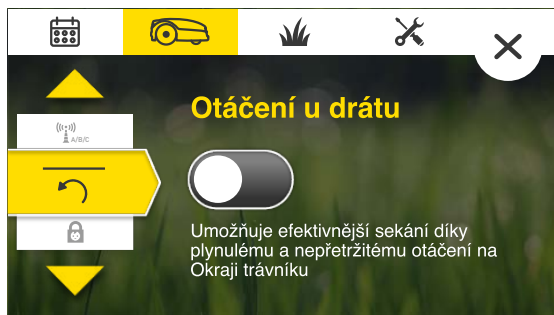 Otáčení u drátu
A/B/C
Umožňuje efektivnější sekání díky
plynulému a nepřetržitému otáčení na
Okraji trávníku